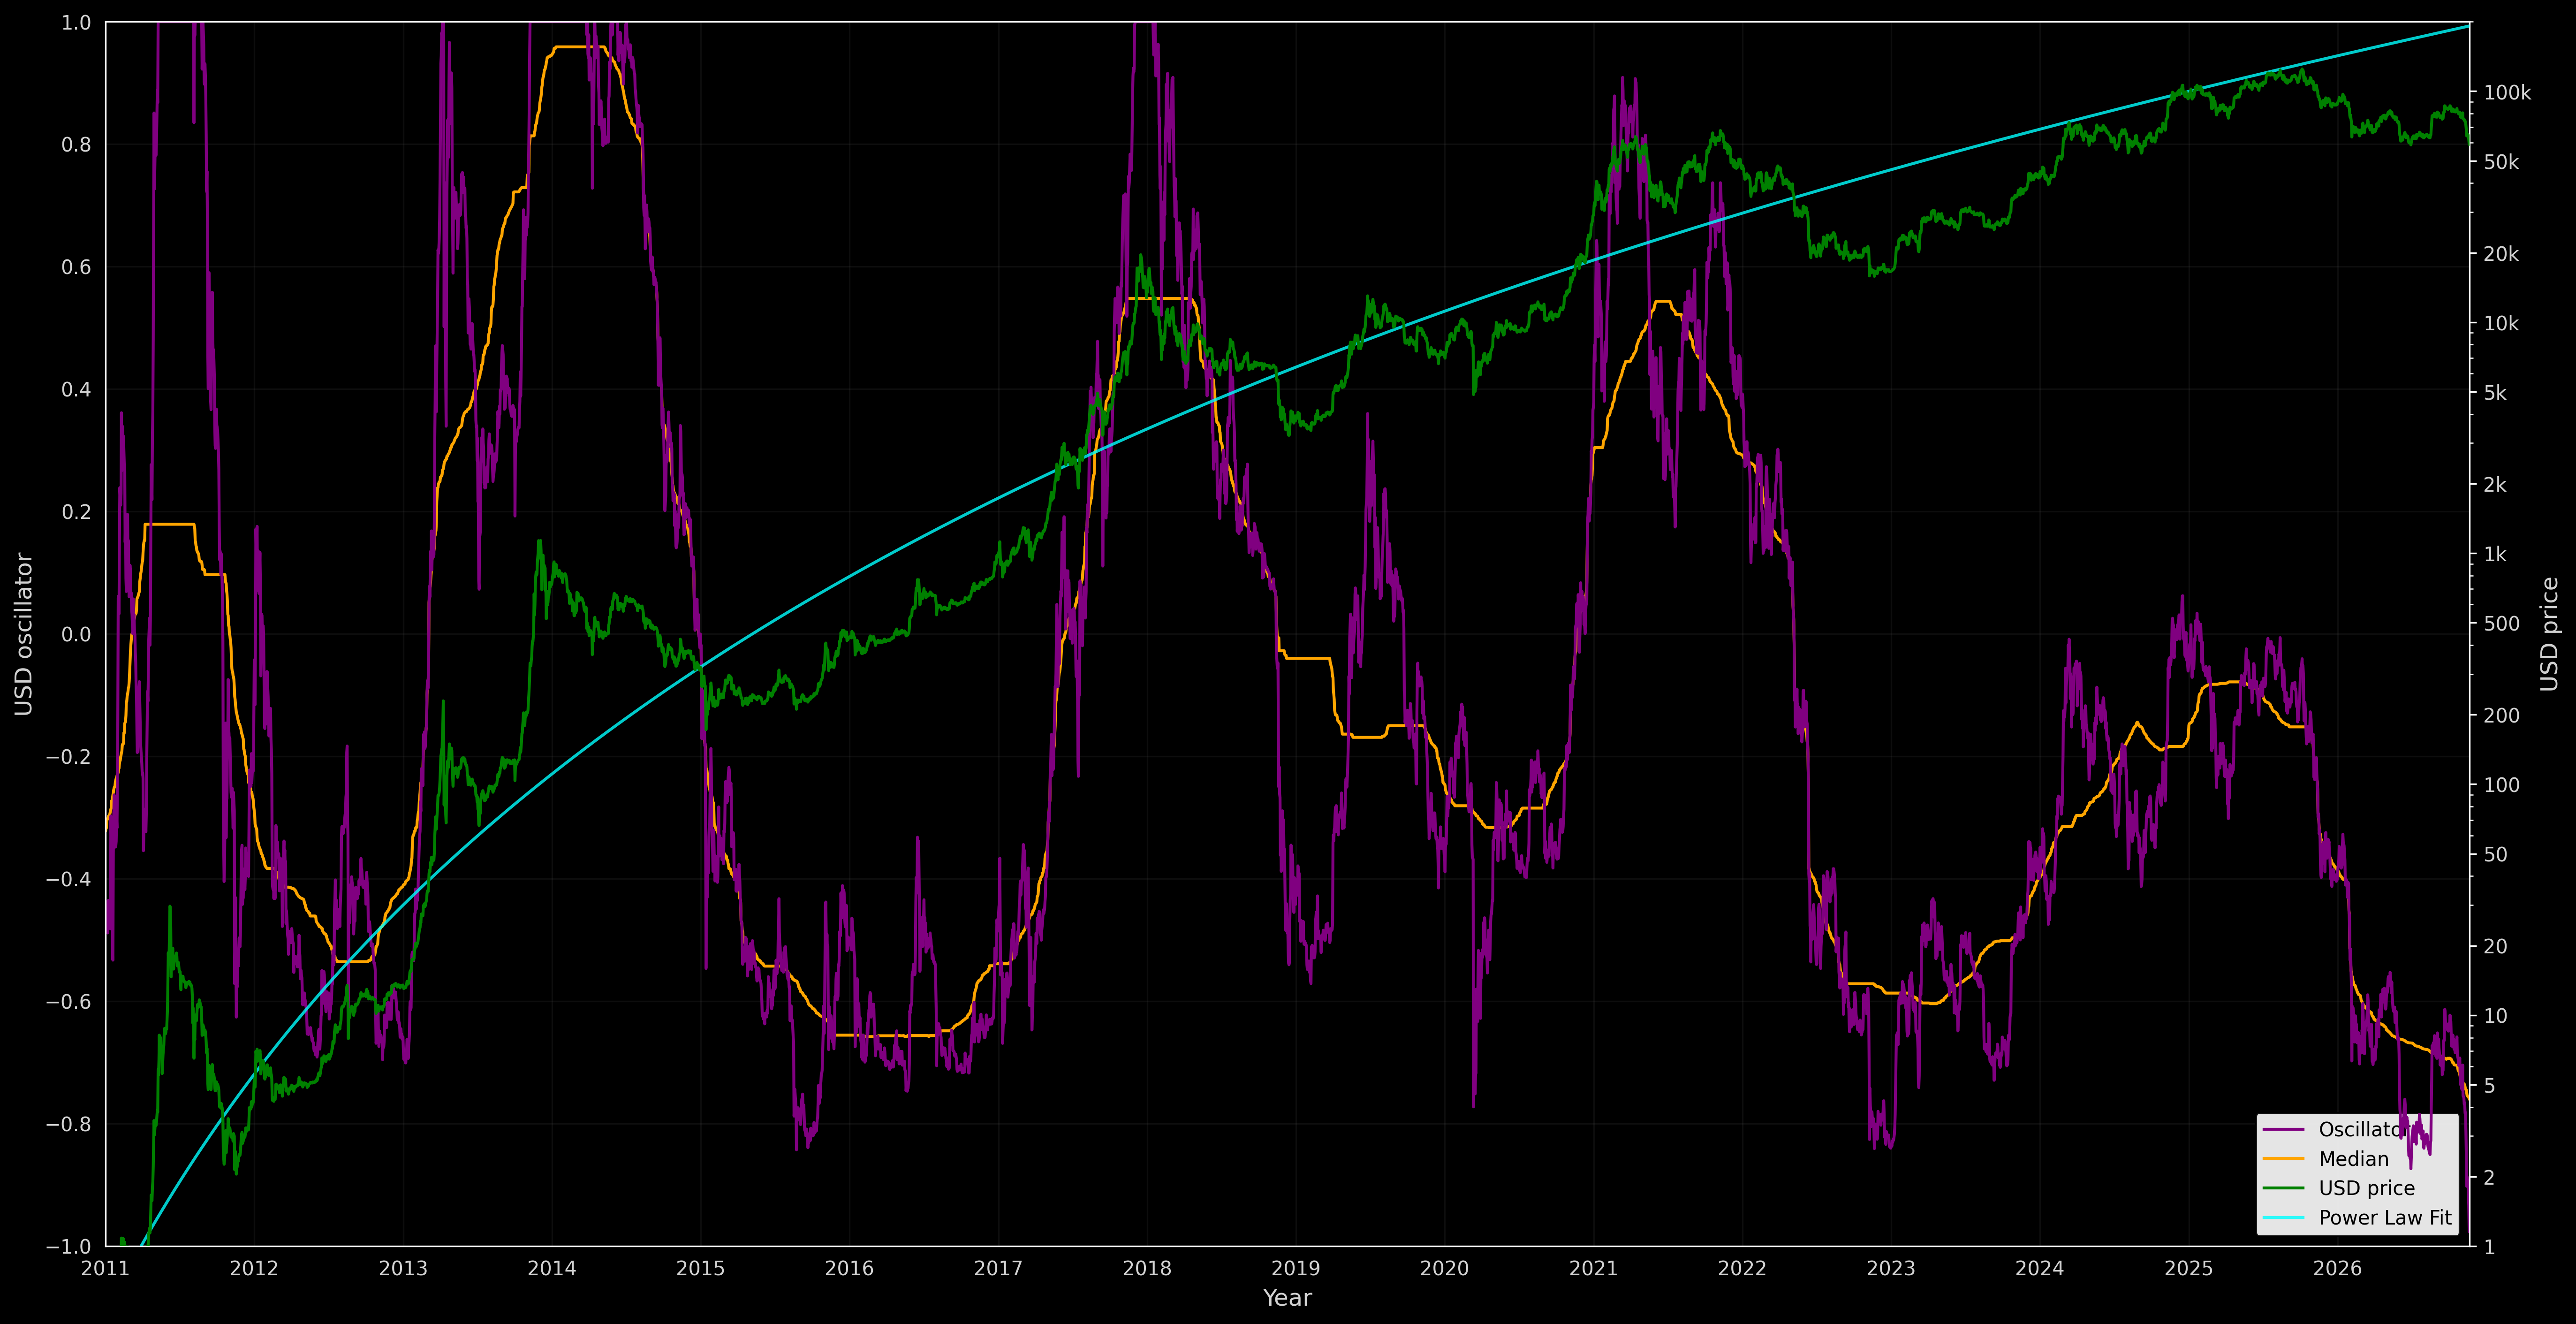 1.0
0.8
0.6
0.4
0.2
0.0
−0.2
−0.4
−0.6
−0.8
−1.0
USD oscillator
100k
50k
20k
10k
5k
2k
1k
500
200
100
50
20
10
5
2
1
USD price
Oscillator
Median
USD price
Power Law Fit
2011 2012 2013 2014 2015 2016 2017 2018 2019 2020 2021 2022 2023 2024 2025 2026
Year